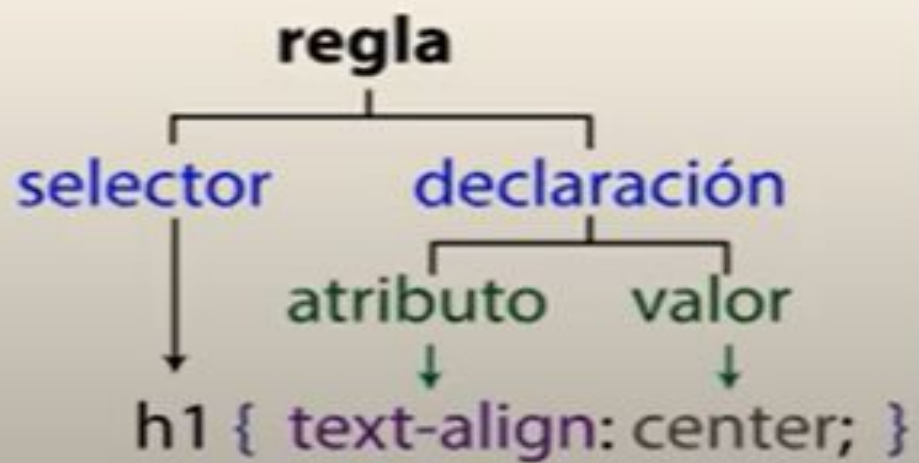 regla
selector declaración
atributo valor
h1 { text-align: center; }